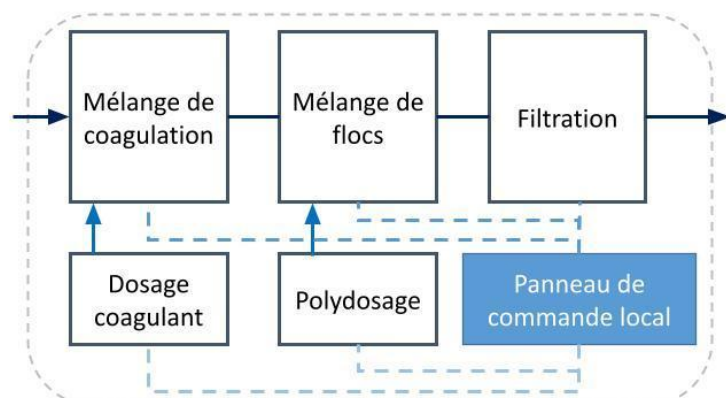 Mélange de
coagulation
Mélange de
flocs
Filtration
Dosage
coagulant
Polydosage
Panneau de
commande local